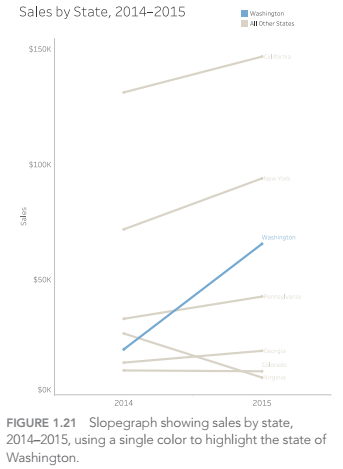 Sales by State, 2014–2015
Washington
All Other States
$150K
California
$100K
New York
Sales
Washington
$50K
Pennsylvania
Georgia
Colorado
Virginia
$0K
2014
2015
FIGURE 1.21 Slopegraph showing sales by state,
2014–2015, using a single color to highlight the state of
Washington.